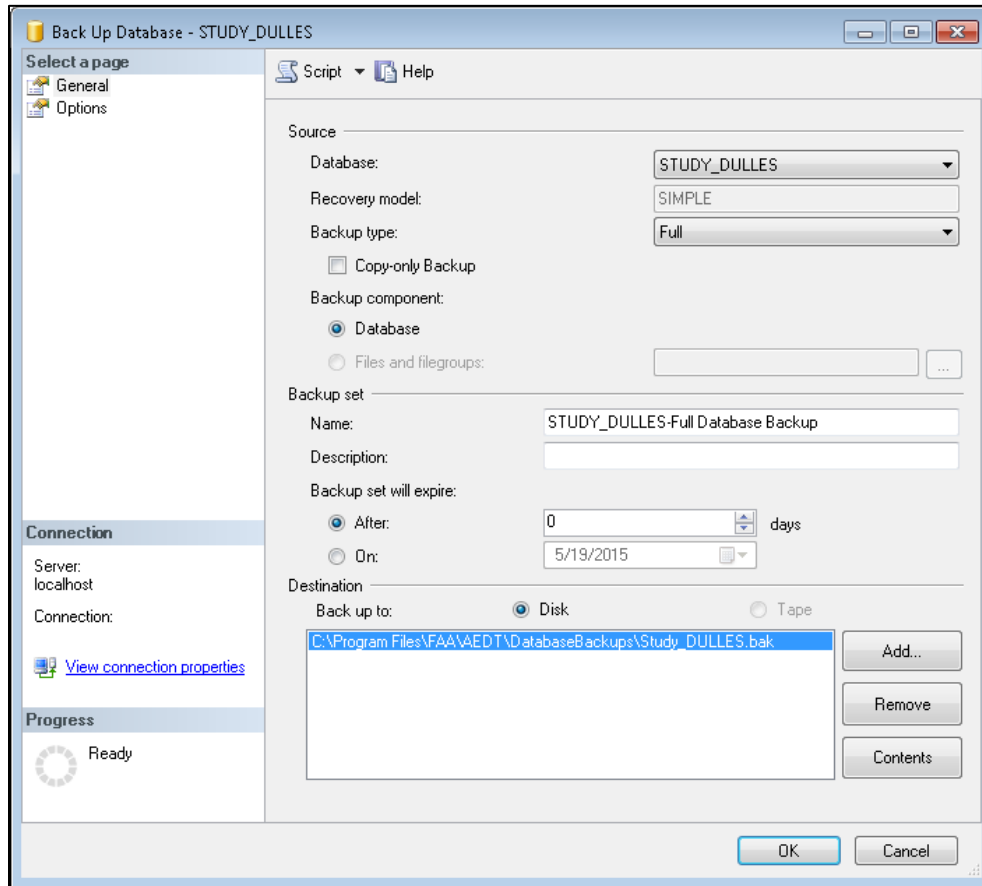 Back Up Database - STUDY_DULLES
Select a page
General
Options
Script
Help
Source
Database:
STUDY_DULLES
Recovery model:
SIMPLE
Backup type:
Full
Copy-only Backup
Backup component:
Database
Files and filegroups:
...
Backup set
Name:
STUDY_DULLES-Full Database Backup
Description:
Backup set will expire:
After:
0
days
On:
5/19/2015
Destination
Back up to:
Disk
Tape
C:\Program Files\FAA\AEDT\DatabaseBackups\Study_DULLES.bak
Add...
Remove
Contents
Connection
Server:
localhost
Connection:
View connection properties
Progress
Ready
OK
Cancel